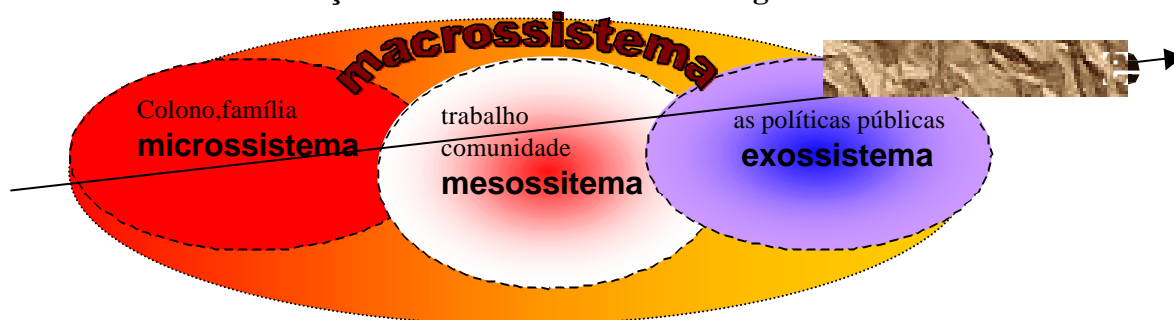 macrossistema
Colono,família
microssistema
trabalho
comunidade
mesossitema
as políticas públicas
exossistema